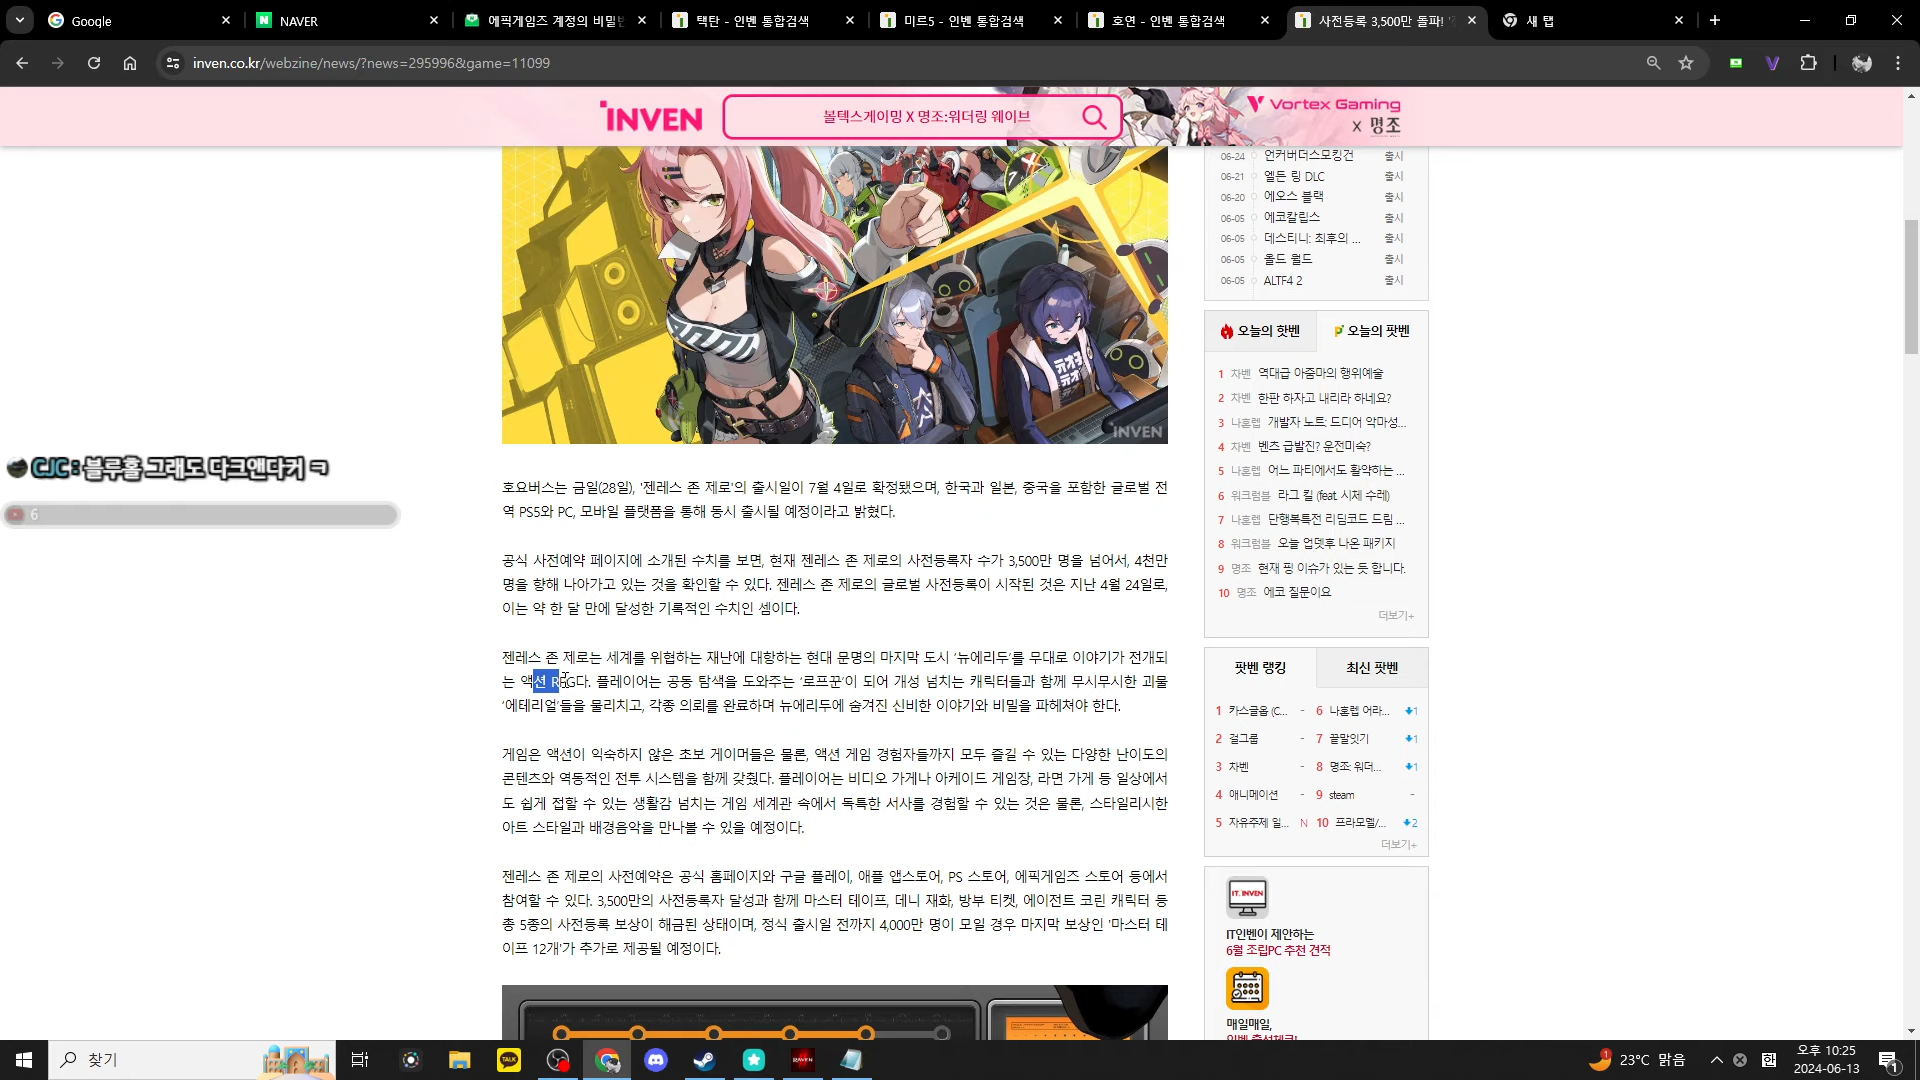 Google
NAVER
에픽게임즈 계정의 비밀번
택탄 - 인벤 통합검색
미르5 - 인벤 통합검색
호연 - 인벤 통합검색
사전등록 3,500만 돌파!
새 탭
inven.co.kr/webzine/news/?news=295996&game=11099
INVEN
볼텍스게이밍 X 명조:워더링 웨이브
Vortex Gaming
X 명조
INVEN
CJC : 블루홀 그래도 다크앤다커 ㅋ
6
호요버스는 금일(28일), '젠레스 존 제로'의 출시일이 7월 4일로 확정됐으며, 한국과 일본, 중국을 포함한 글로벌 전
역 PS5와 PC, 모바일 플랫폼을 통해 동시 출시될 예정이라고 밝혔다.
공식 사전예약 페이지에 소개된 수치를 보면, 현재 젠레스 존 제로의 사전등록자 수가 3,500만 명을 넘어서, 4천만
명을 향해 나아가고 있는 것을 확인할 수 있다. 젠레스 존 제로의 글로벌 사전등록이 시작된 것은 지난 4월 24일로,
이는 약 한 달 만에 달성한 기록적인 수치인 셈이다.
젠레스 존 제로는 세계를 위협하는 재난에 대항하는 현대 문명의 마지막 도시 '뉴에리두'를 무대로 이야기가 전개되
는 액션 RPG다. 플레이어는 공동 탐색을 도와주는 '로프꾼'이 되어 개성 넘치는 캐릭터들과 함께 무시무시한 괴물
'에테리얼'들을 물리치고, 각종 의뢰를 완료하며 뉴에리두에 숨겨진 신비한 이야기와 비밀을 파헤쳐야 한다.
게임은 액션이 익숙하지 않은 초보 게이머들은 물론, 액션 게임 경험자들까지 모두 즐길 수 있는 다양한 난이도의
콘텐츠와 역동적인 전투 시스템을 함께 갖췄다. 플레이어는 비디오 가게나 아케이드 게임장, 라면 가게 등 일상에서
도 쉽게 접할 수 있는 생활감 넘치는 게임 세계관 속에서 독특한 서사를 경험할 수 있는 것은 물론, 스타일리시한
아트 스타일과 배경음악을 만나볼 수 있을 예정이다.
젠레스 존 제로의 사전예약은 공식 홈페이지와 구글 플레이, 애플 앱스토어, PS 스토어, 에픽게임즈 스토어 등에서
참여할 수 있다. 3,500만의 사전등록자 달성과 함께 마스터 테이프, 데니 재화, 방부 티켓, 에이전트 코린 캐릭터 등
총 5종의 사전등록 보상이 해금된 상태이며, 정식 출시일 전까지 4,000만 명이 모일 경우 마지막 보상인 '마스터 테
이프 12개'가 추가로 제공될 예정이다.
06-24 언커버더스모킹건 출시
06-21 엘든 링 DLC 출시
06-20 에오스 블랙 출시
06-05 에코칼립스 출시
06-05 데스티니: 최후의 ... 출시
06-05 올드 월드 출시
06-05 ALTF4 2 출시
오늘의 핫벤
오늘의 팟벤
1 차벤 역대급 아줌마의 행위예술
2 차벤 한판 하자고 내리라 하네요?
3 나혼렙 개발자 노트: 드디어 악마성...
4 차벤 벤츠 급발진? 운전미숙?
5 나혼렙 어느 파티에서도 활약하는 ...
6 워크럼블 라그 킬 (feat. 시체 수레)
7 나혼렙 단행복특전 리딤코드 드림 ...
8 워크럼블 오늘 업뎃후 나온 패키지
9 명조 현재 핑 이슈가 있는 듯 합니다.
10 명조 에코 질문이요
더보기+
팟벤 랭킹
최신 팟벤
1 카스글옵 (C... - 6 나혼렙 어라... 1
2 걸그룹 - 7 끝말잇기 1
3 차벤 - 8 명조: 워더... 1
4 애니메이션 - 9 steam -
5 자유주제 일... N 10 프라모델/... 2
더보기+
IT. INVEN
IT인벤이 제안하는
6월 조립PC 추천 견적
매일매일,
찾기
TALK
RAVEN
1
23°C 맑음
한
오후 10:25
2024-06-13
1